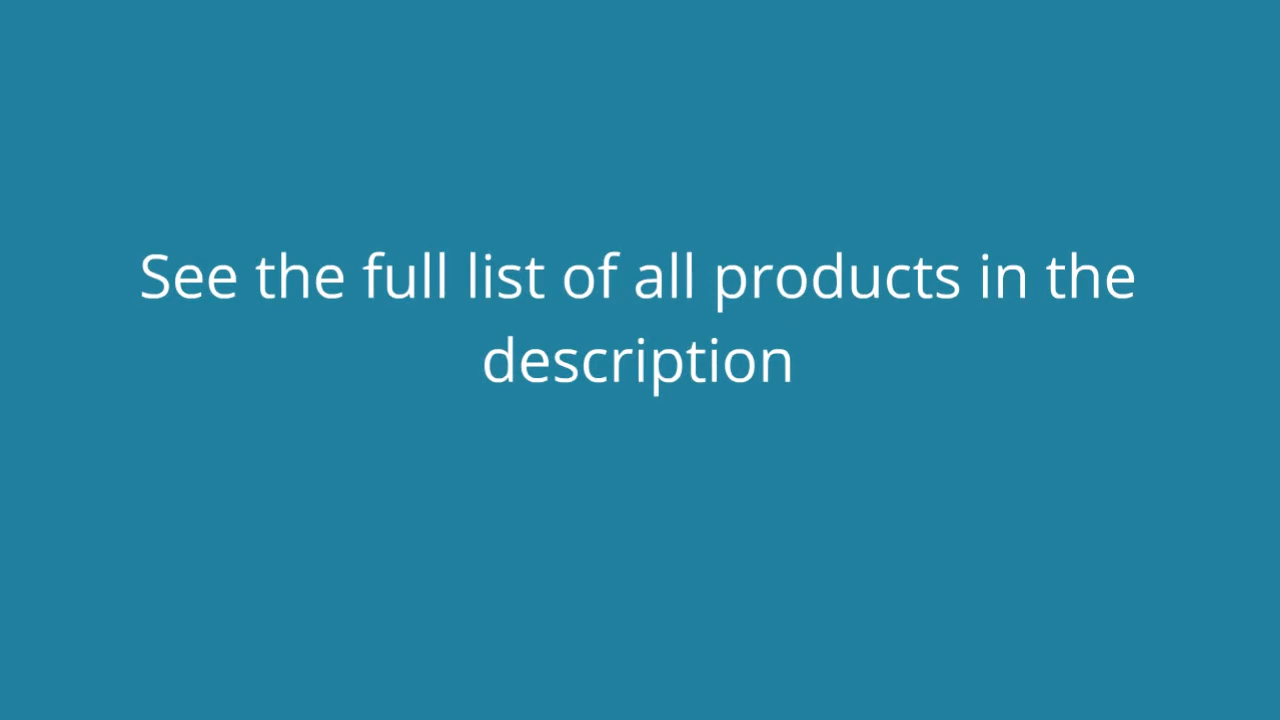 See the full list of all products in the
description